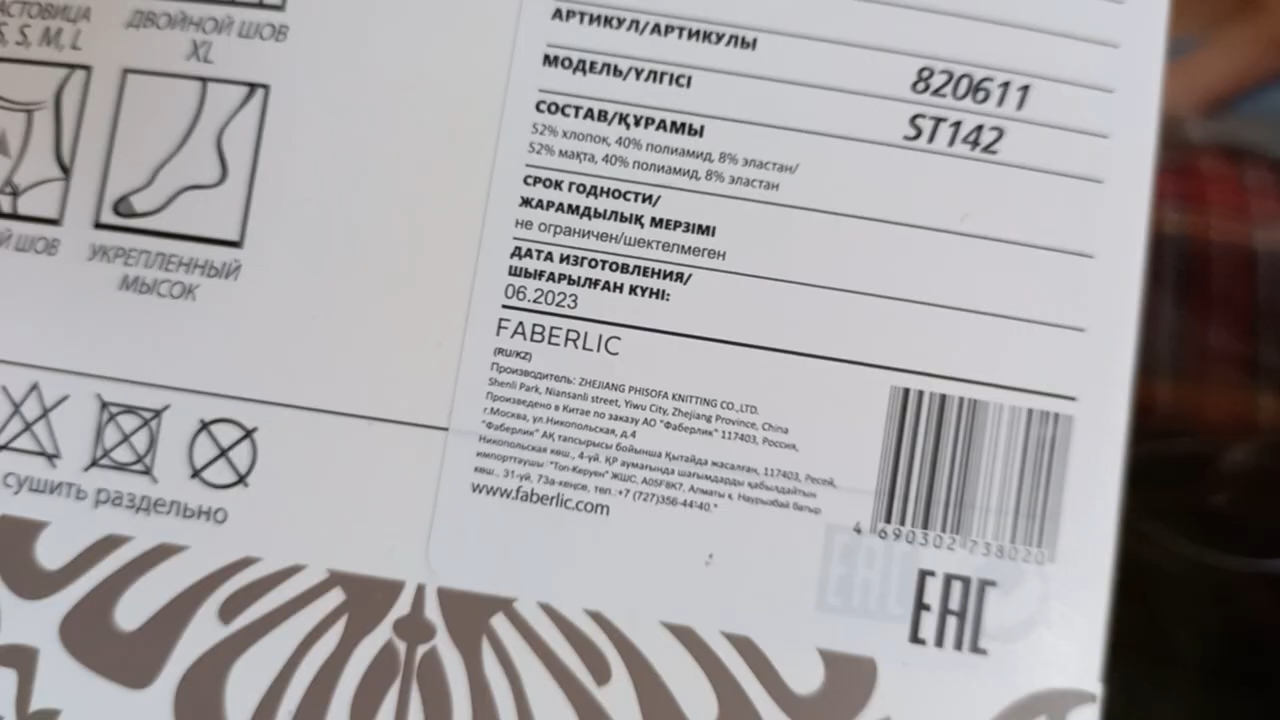 ДВОЙНОЙ ШОВ
XL
S, M, L
УКРЕПЛЕННЫЙ
МЫСОК
ШОВ
сушить раздельно
АРТИКУЛ/АРТИКУЛЫ
820611
МОДЕЛЬ/ҮЛГІСІ
ST142
СОСТАВ/ҚҰРАМЫ
52% хлопок, 40% полиамид, 8% эластан/
52% мақта, 40% полиамид, 8% эластан
СРОК ГОДНОСТИ/
ЖАРАМДЫЛЫҚ МЕРЗІМІ
не ограничен/шектелмеген
ДАТА ИЗГОТОВЛЕНИЯ/
ШЫҒАРЫЛҒАН КҮНІ:
06.2023
FABERLIC
(RU/KZ)
Производитель: ZHEJIANG PHISOFA KNITTING CO.,LTD.
Shenli Park, Niansanli street, Yiwu City, Zhejiang Province, China
Произведено в Китае по заказу АО "Фаберлик" 117403, Россия,
г.Москва, ул.Никопольская, д.4
"Фаберлик" АҚ тапсырысы бойынша Қытайда жасалған, 117403, Ресей,
Никопольская көш., 4-үй. ҚР аумағында шағымдарды қабылдайтын
импорттаушы: "Топ-Керуен" ЖШС, A05F8K7, Алматы қ. Наурызбай батыр
көш., 31-үй, 73а-кеңсе, тел.:+7 (727)356-44-40."
www.faberlic.com
4 690302 738020
EAC